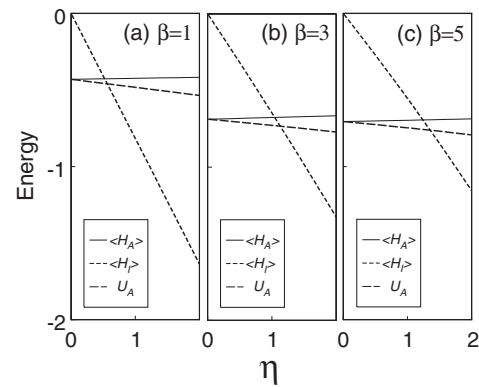 0
(a) β=1
(b) β=3
(c) β=5
Energy
-1
<H_A>
<H_I>
U_A
<H_A>
<H_I>
U_A
<H_A>
<H_I>
U_A
-2
0 1 0 1 0 1 2
η